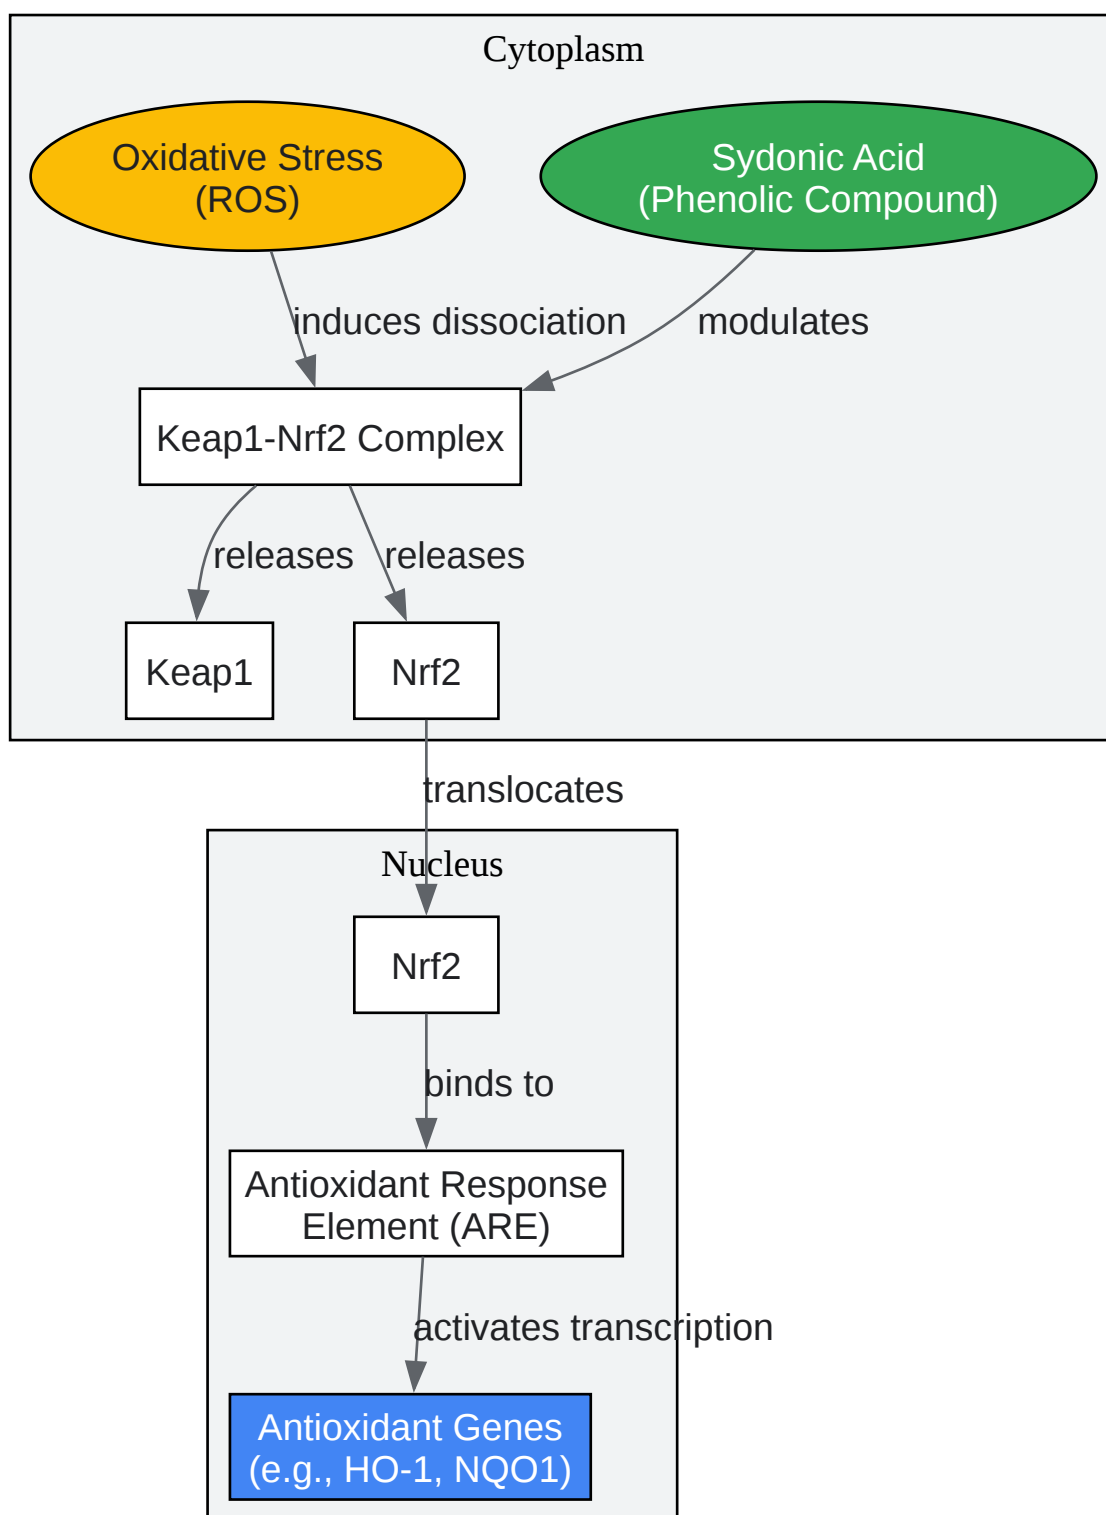 Cytoplasm
Oxidative Stress
(ROS)
Sydonic Acid
(Phenolic Compound)
induces dissociation
modulates
Keap1-Nrf2 Complex
releases
releases
Keap1
Nrf2
translocates
Nucleus
Nrf2
binds to
Antioxidant Response
Element (ARE)
activates transcription
Antioxidant Genes
(e.g., HO-1, NQO1)